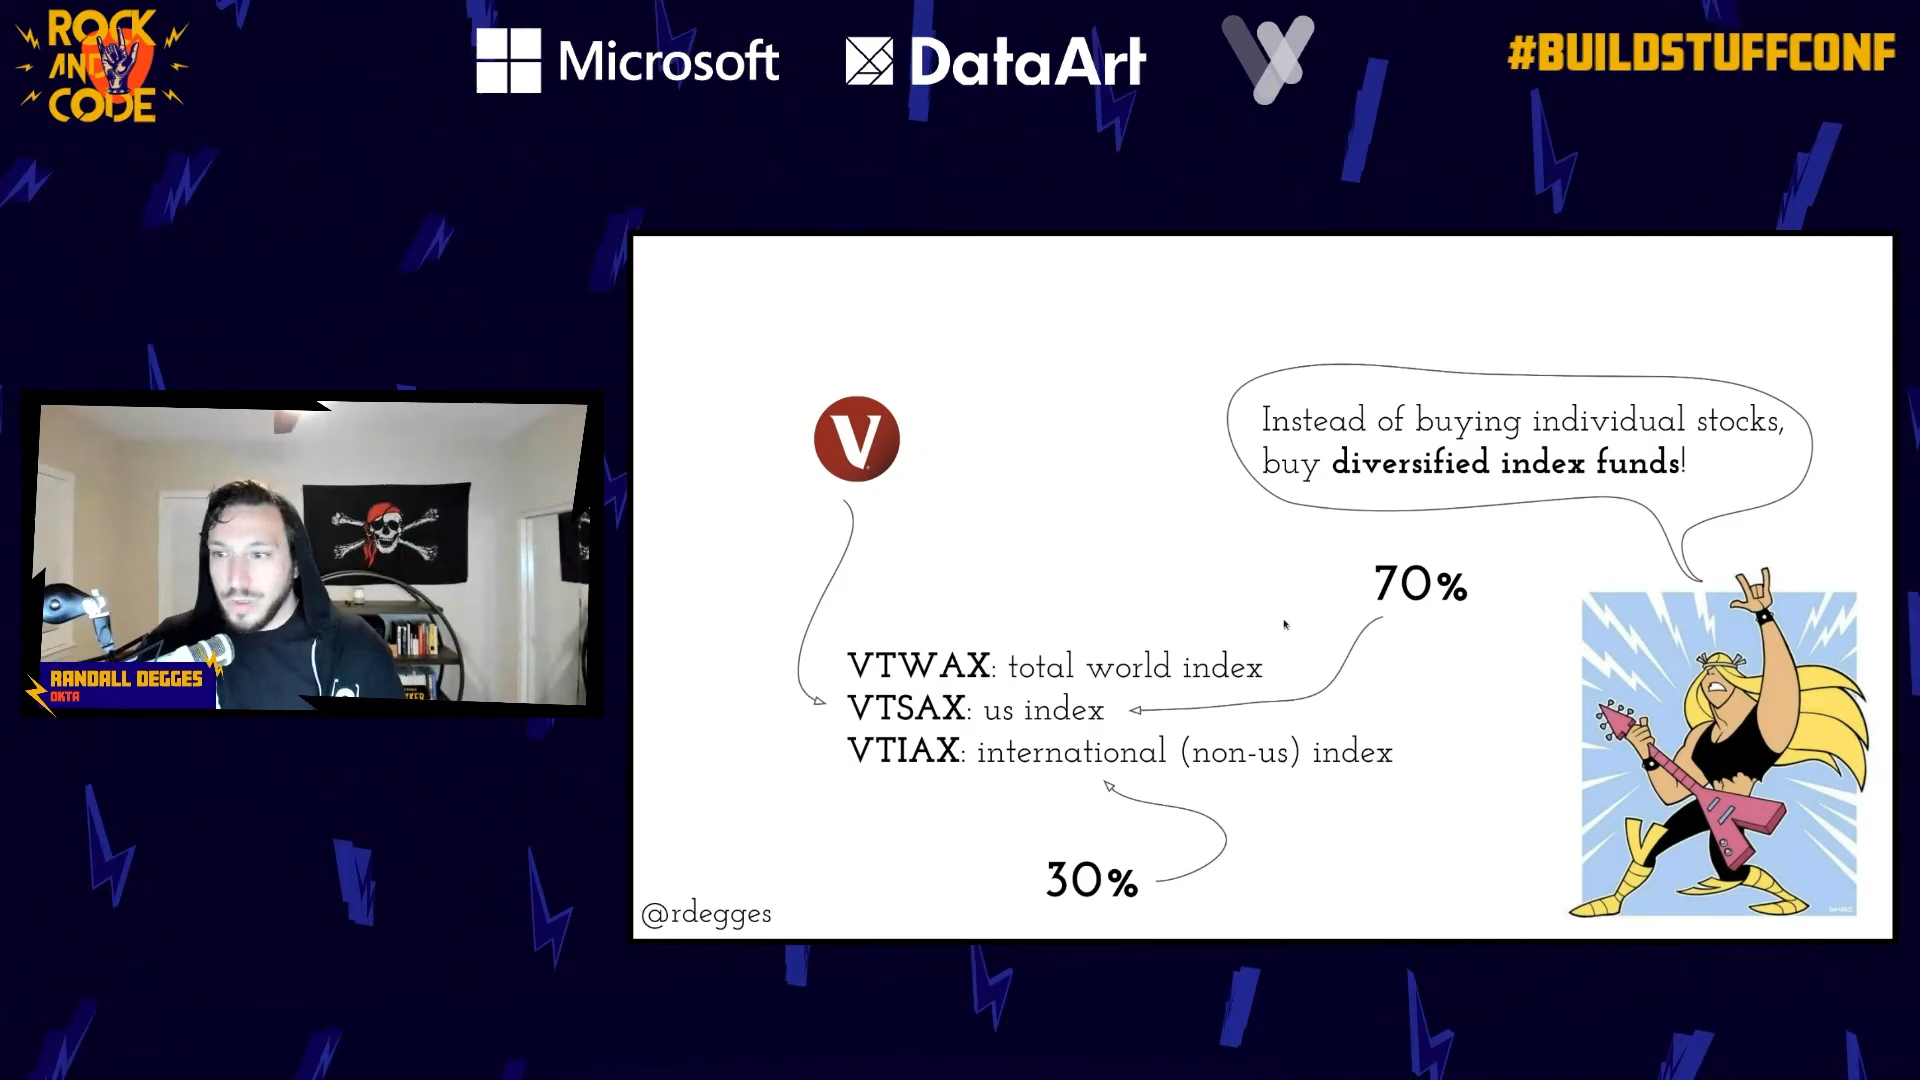 ROCK
AND
CODE
Microsoft
DataArt
#BUILDSTUFFCONF
Instead of buying individual stocks,
buy diversified index funds!
70%
VTWAX: total world index
VTSAX: us index
VTIAX: international (non-us) index
30%
@rdegges
RANDALL DEGGES
OKTA